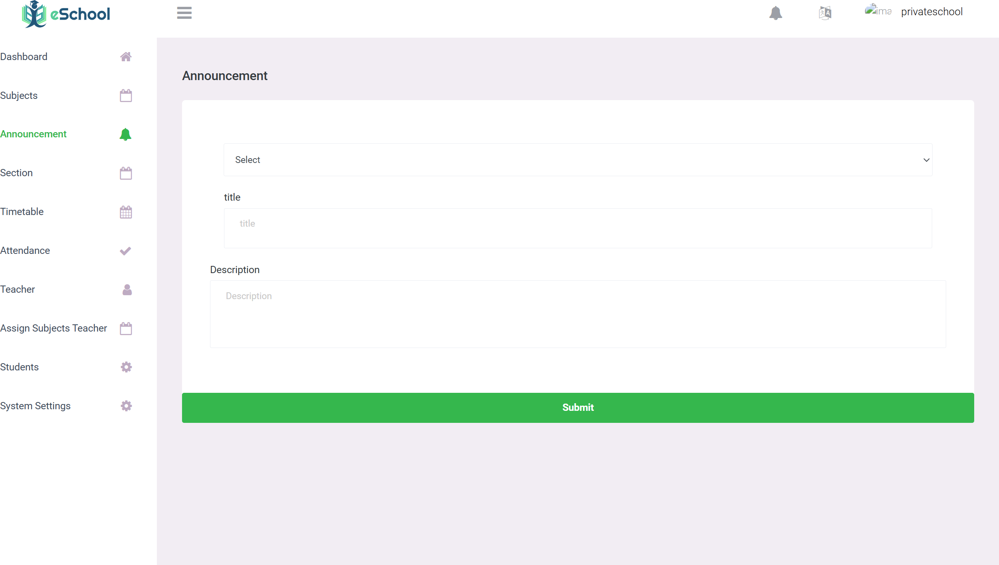 eSchool
ima
privateschool
Dashboard
Subjects
Announcement
Section
Timetable
Attendance
Teacher
Assign Subjects Teacher
Students
System Settings
Announcement
Select
title
title
Description
Description
Submit